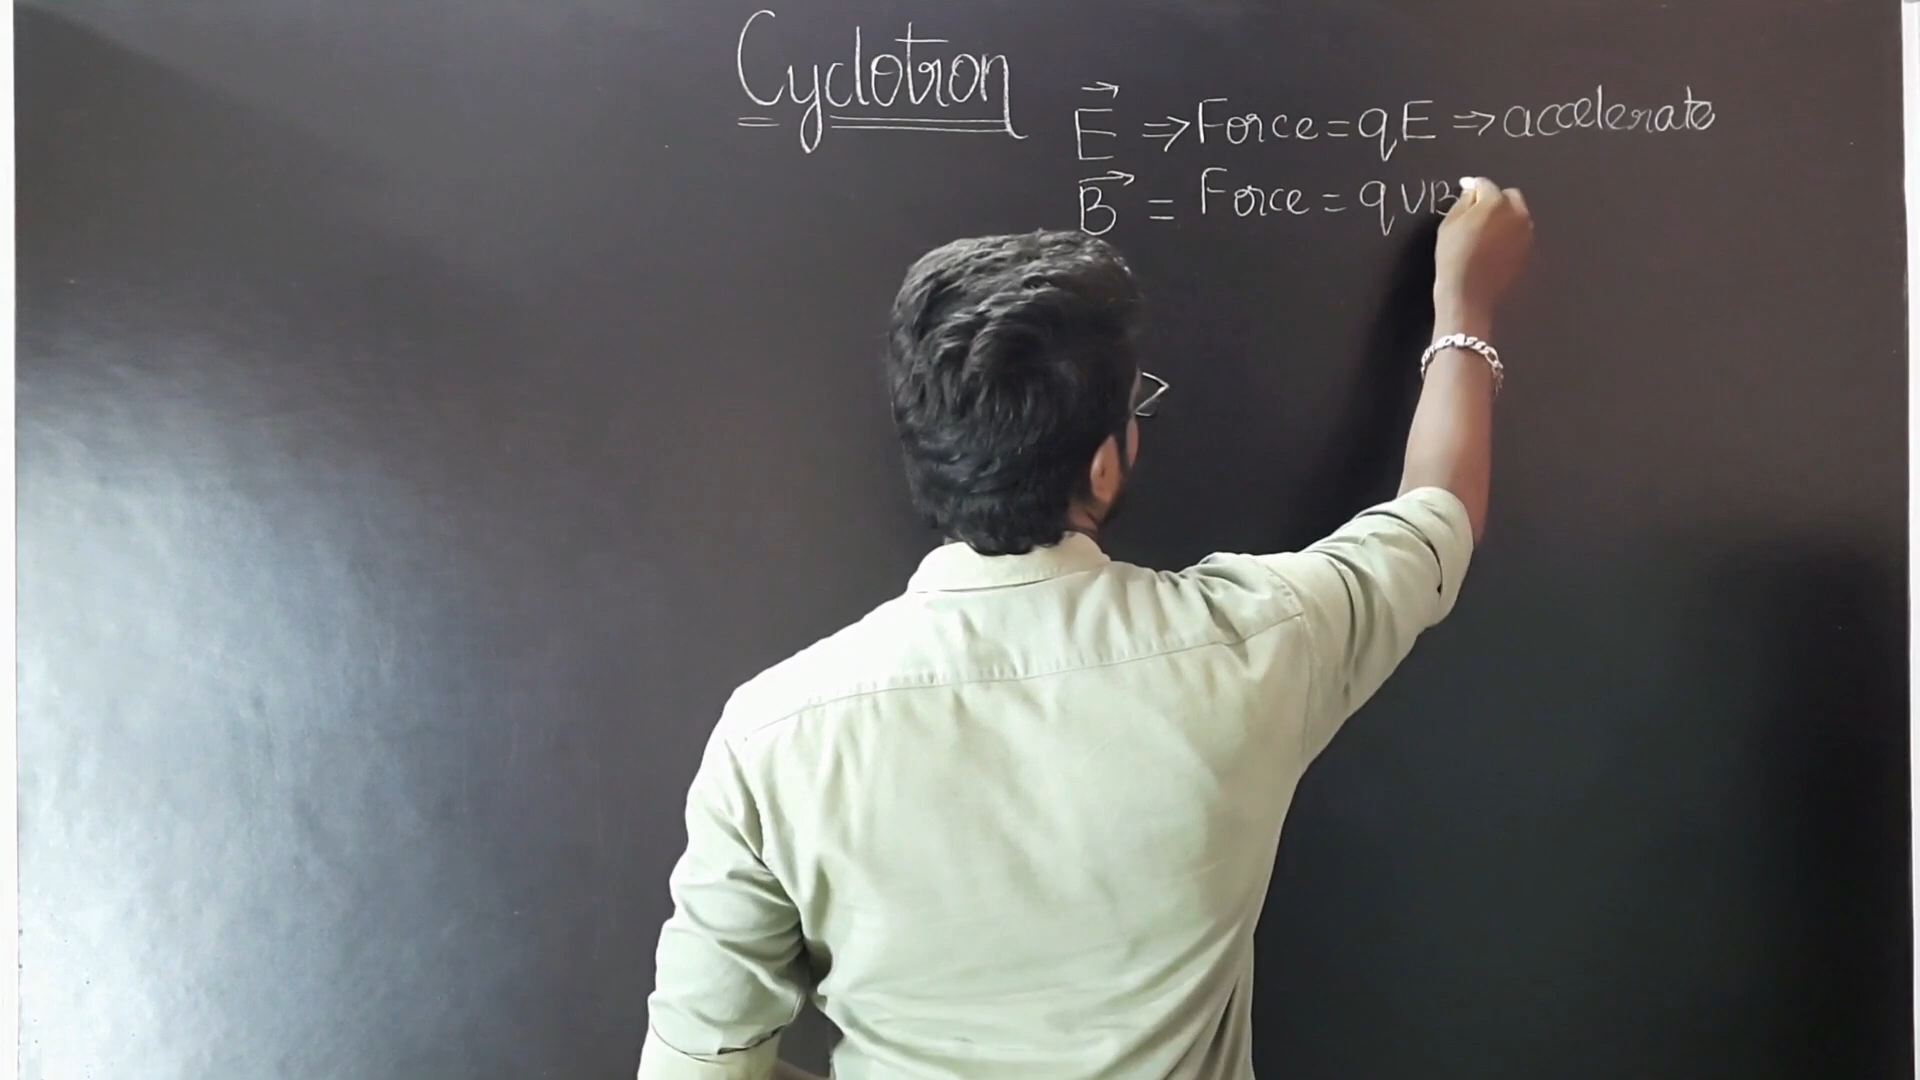 Cyclotron
E⃗ ⇒ Force = qE ⇒ accelerate
B⃗ = Force = qVB